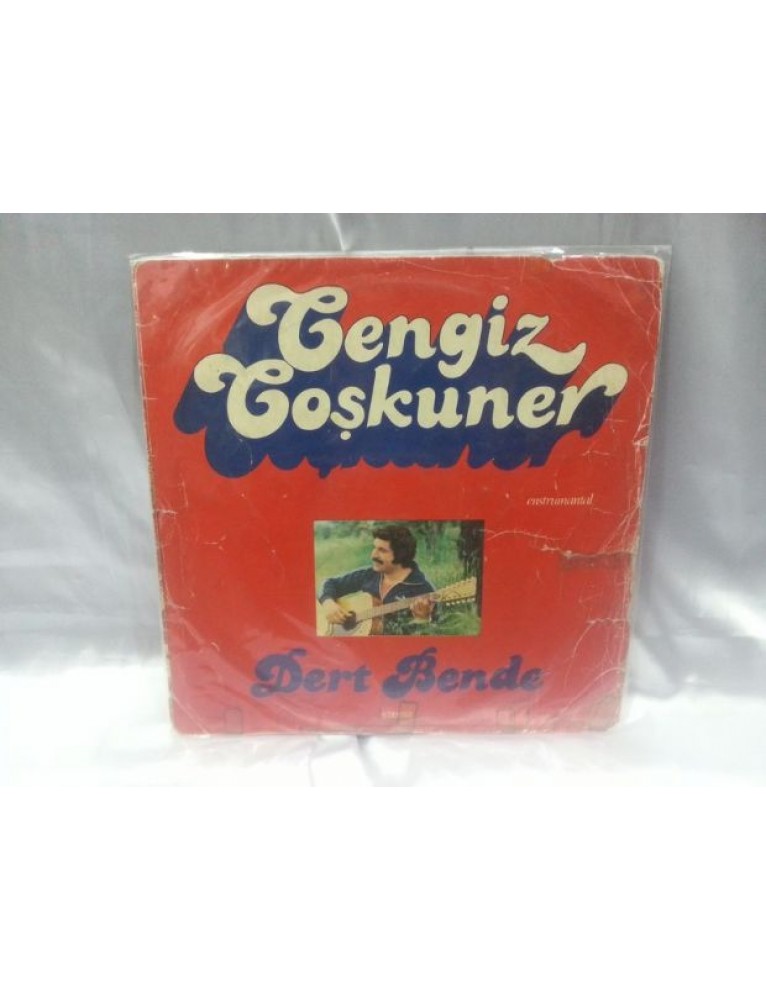 Cengiz
Coşkuner
enstrumantal
Dert Bende